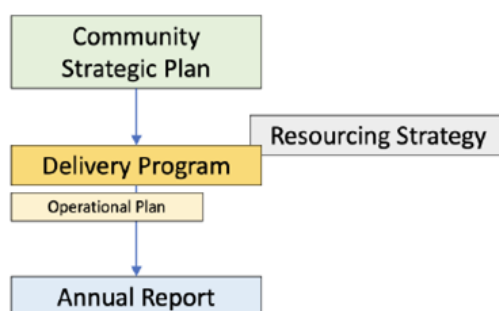 Community
Strategic Plan
Resourcing Strategy
Delivery Program
Operational Plan
Annual Report